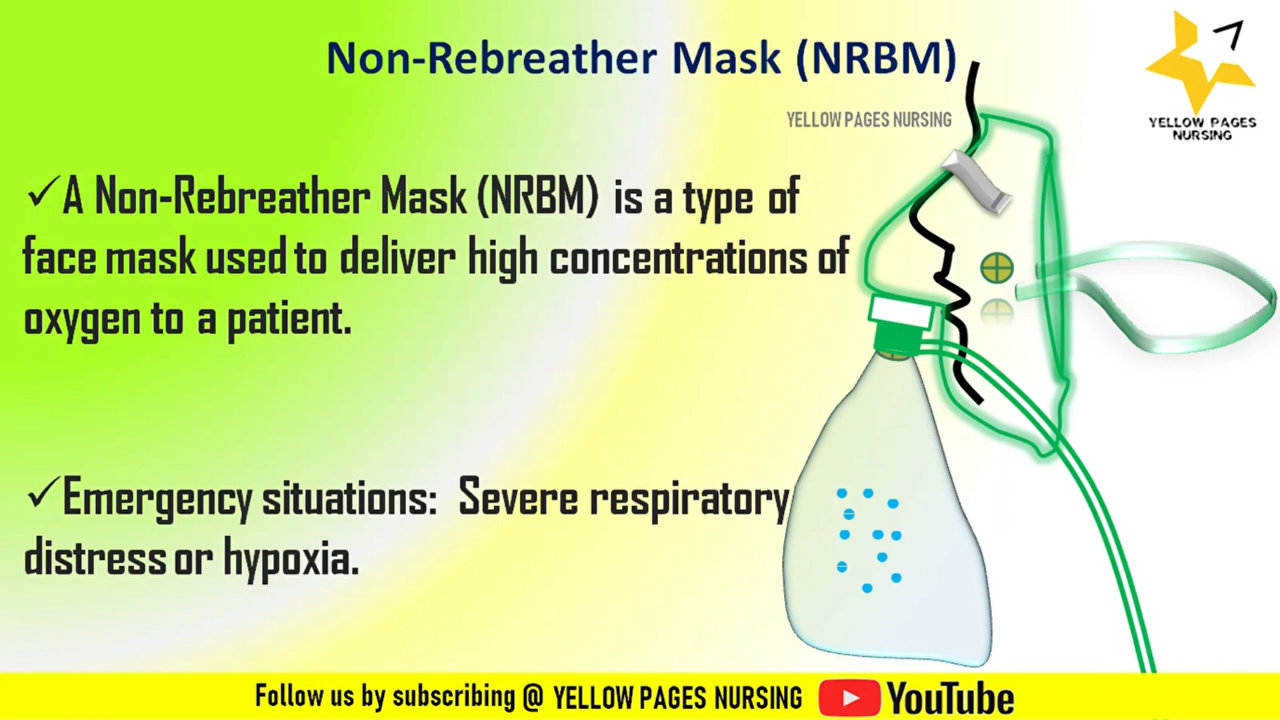 Non-Rebreather Mask (NRBM)
YELLOW PAGES NURSING
YELLOW PAGES
NURSING
✓A Non-Rebreather Mask (NRBM) is a type of
face mask used to deliver high concentrations of
oxygen to a patient.
✓Emergency situations: Severe respiratory
distress or hypoxia.
Follow us by subscribing @ YELLOW PAGES NURSING YouTube